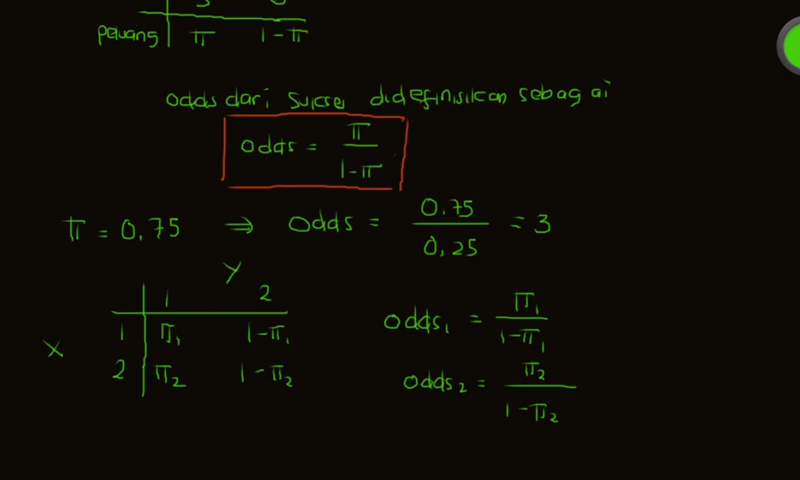 peluang | π 1-π
odds dari sukses didefinisikan sebagai
odds = π/(1-π)
π = 0.75 ⇒ odds = 0.75/0,25 = 3
Y
1 2
X 1 | π₁ 1-π₁
2 | π₂ 1-π₂
odds₁ = π₁/(1-π₁)
odds₂ = π₂/(1-π₂)